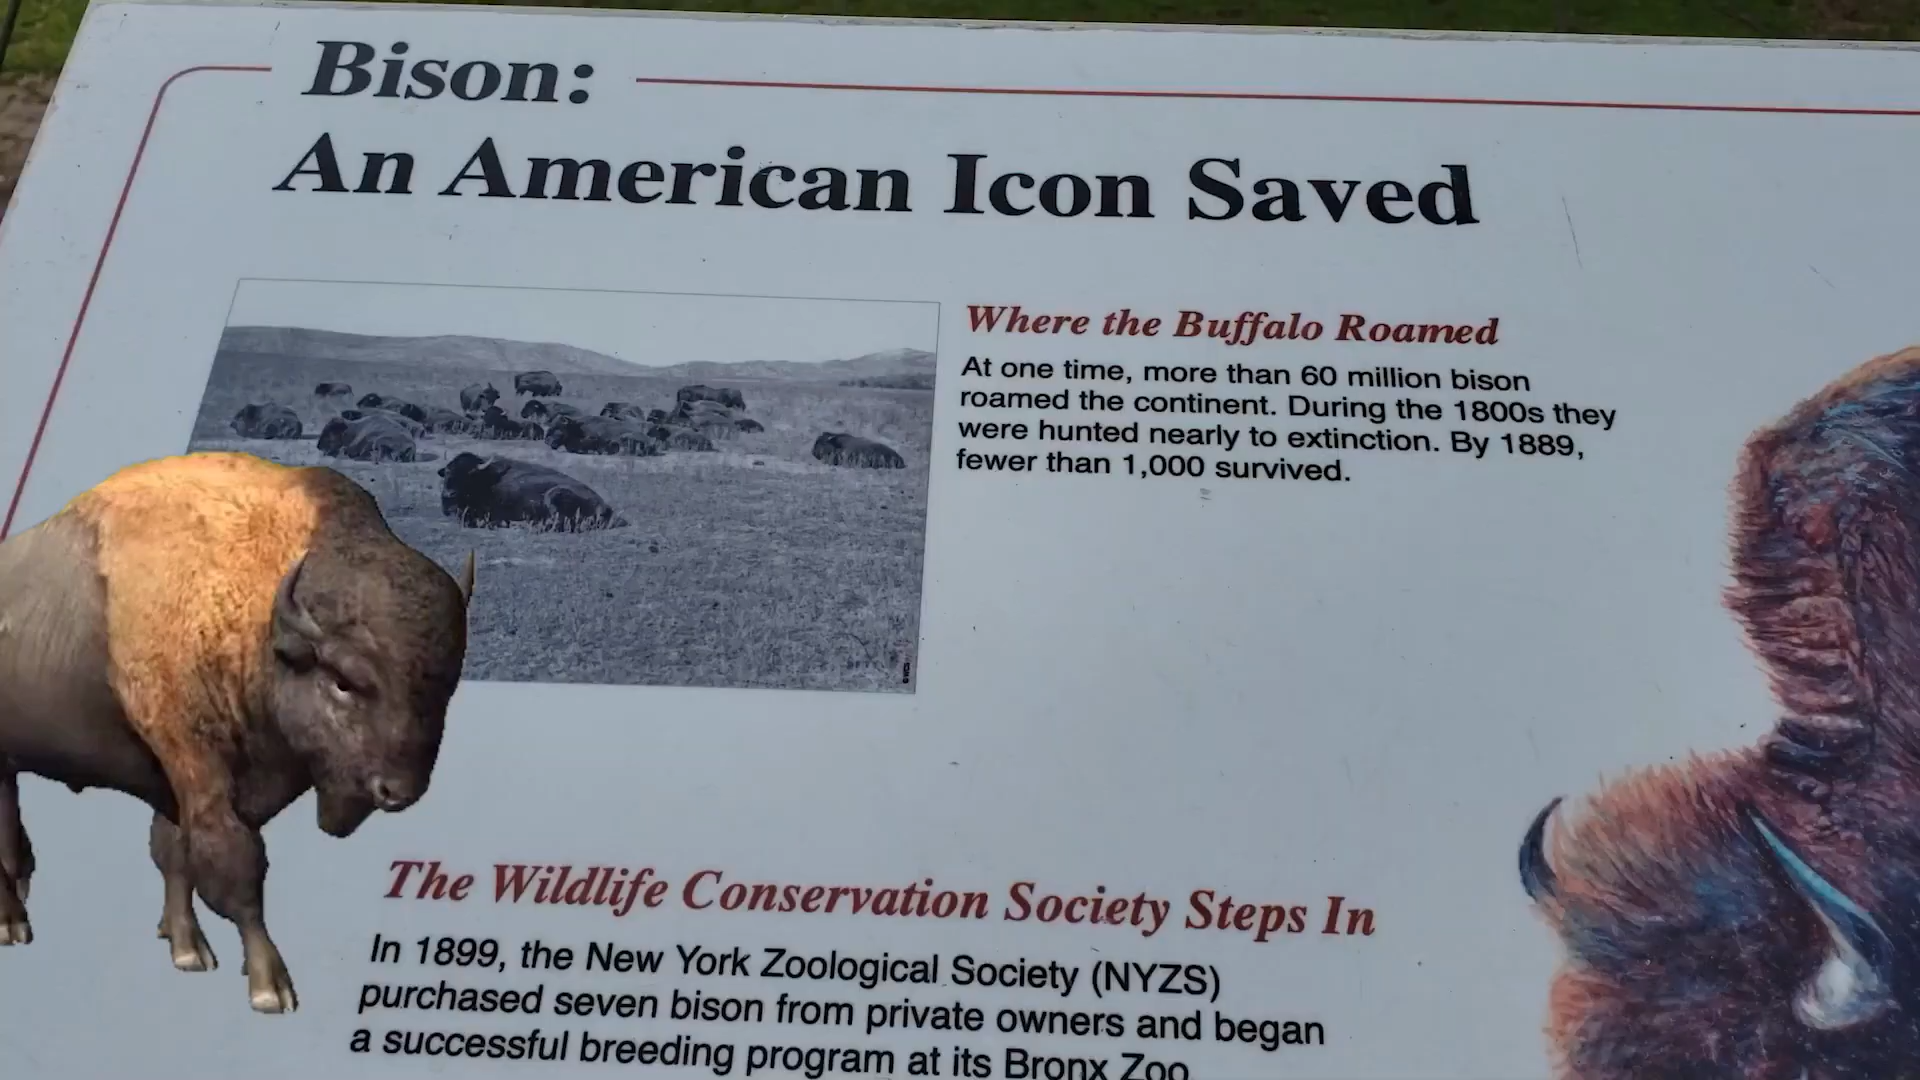 Bison:
An American Icon Saved
Where the Buffalo Roamed
At one time, more than 60 million bison
roamed the continent. During the 1800s they
were hunted nearly to extinction. By 1889,
fewer than 1,000 survived.
The Wildlife Conservation Society Steps In
In 1899, the New York Zoological Society (NYZS)
purchased seven bison from private owners and began
a successful breeding program at its Bronx Zoo.